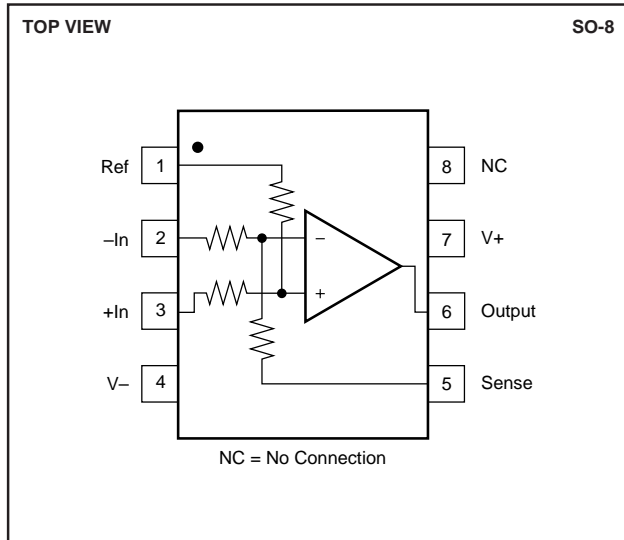 TOP VIEW SO-8
Ref 1 8 NC
–In 2 – 7 V+
+In 3 + 6 Output
V– 4 5 Sense
NC = No Connection